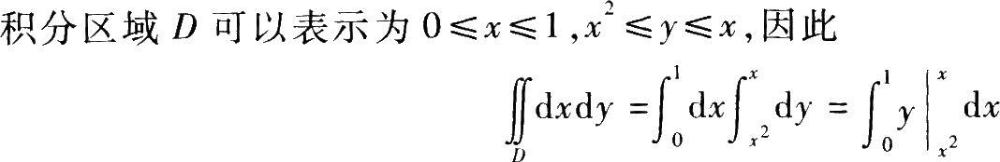 积分区域 D 可以表示为 0≤x≤1,x²≤y≤x,因此
∬_D dxdy = ∫_0^1 dx ∫_{x²}^x dy = ∫_0^1 y |_{x²}^x dx